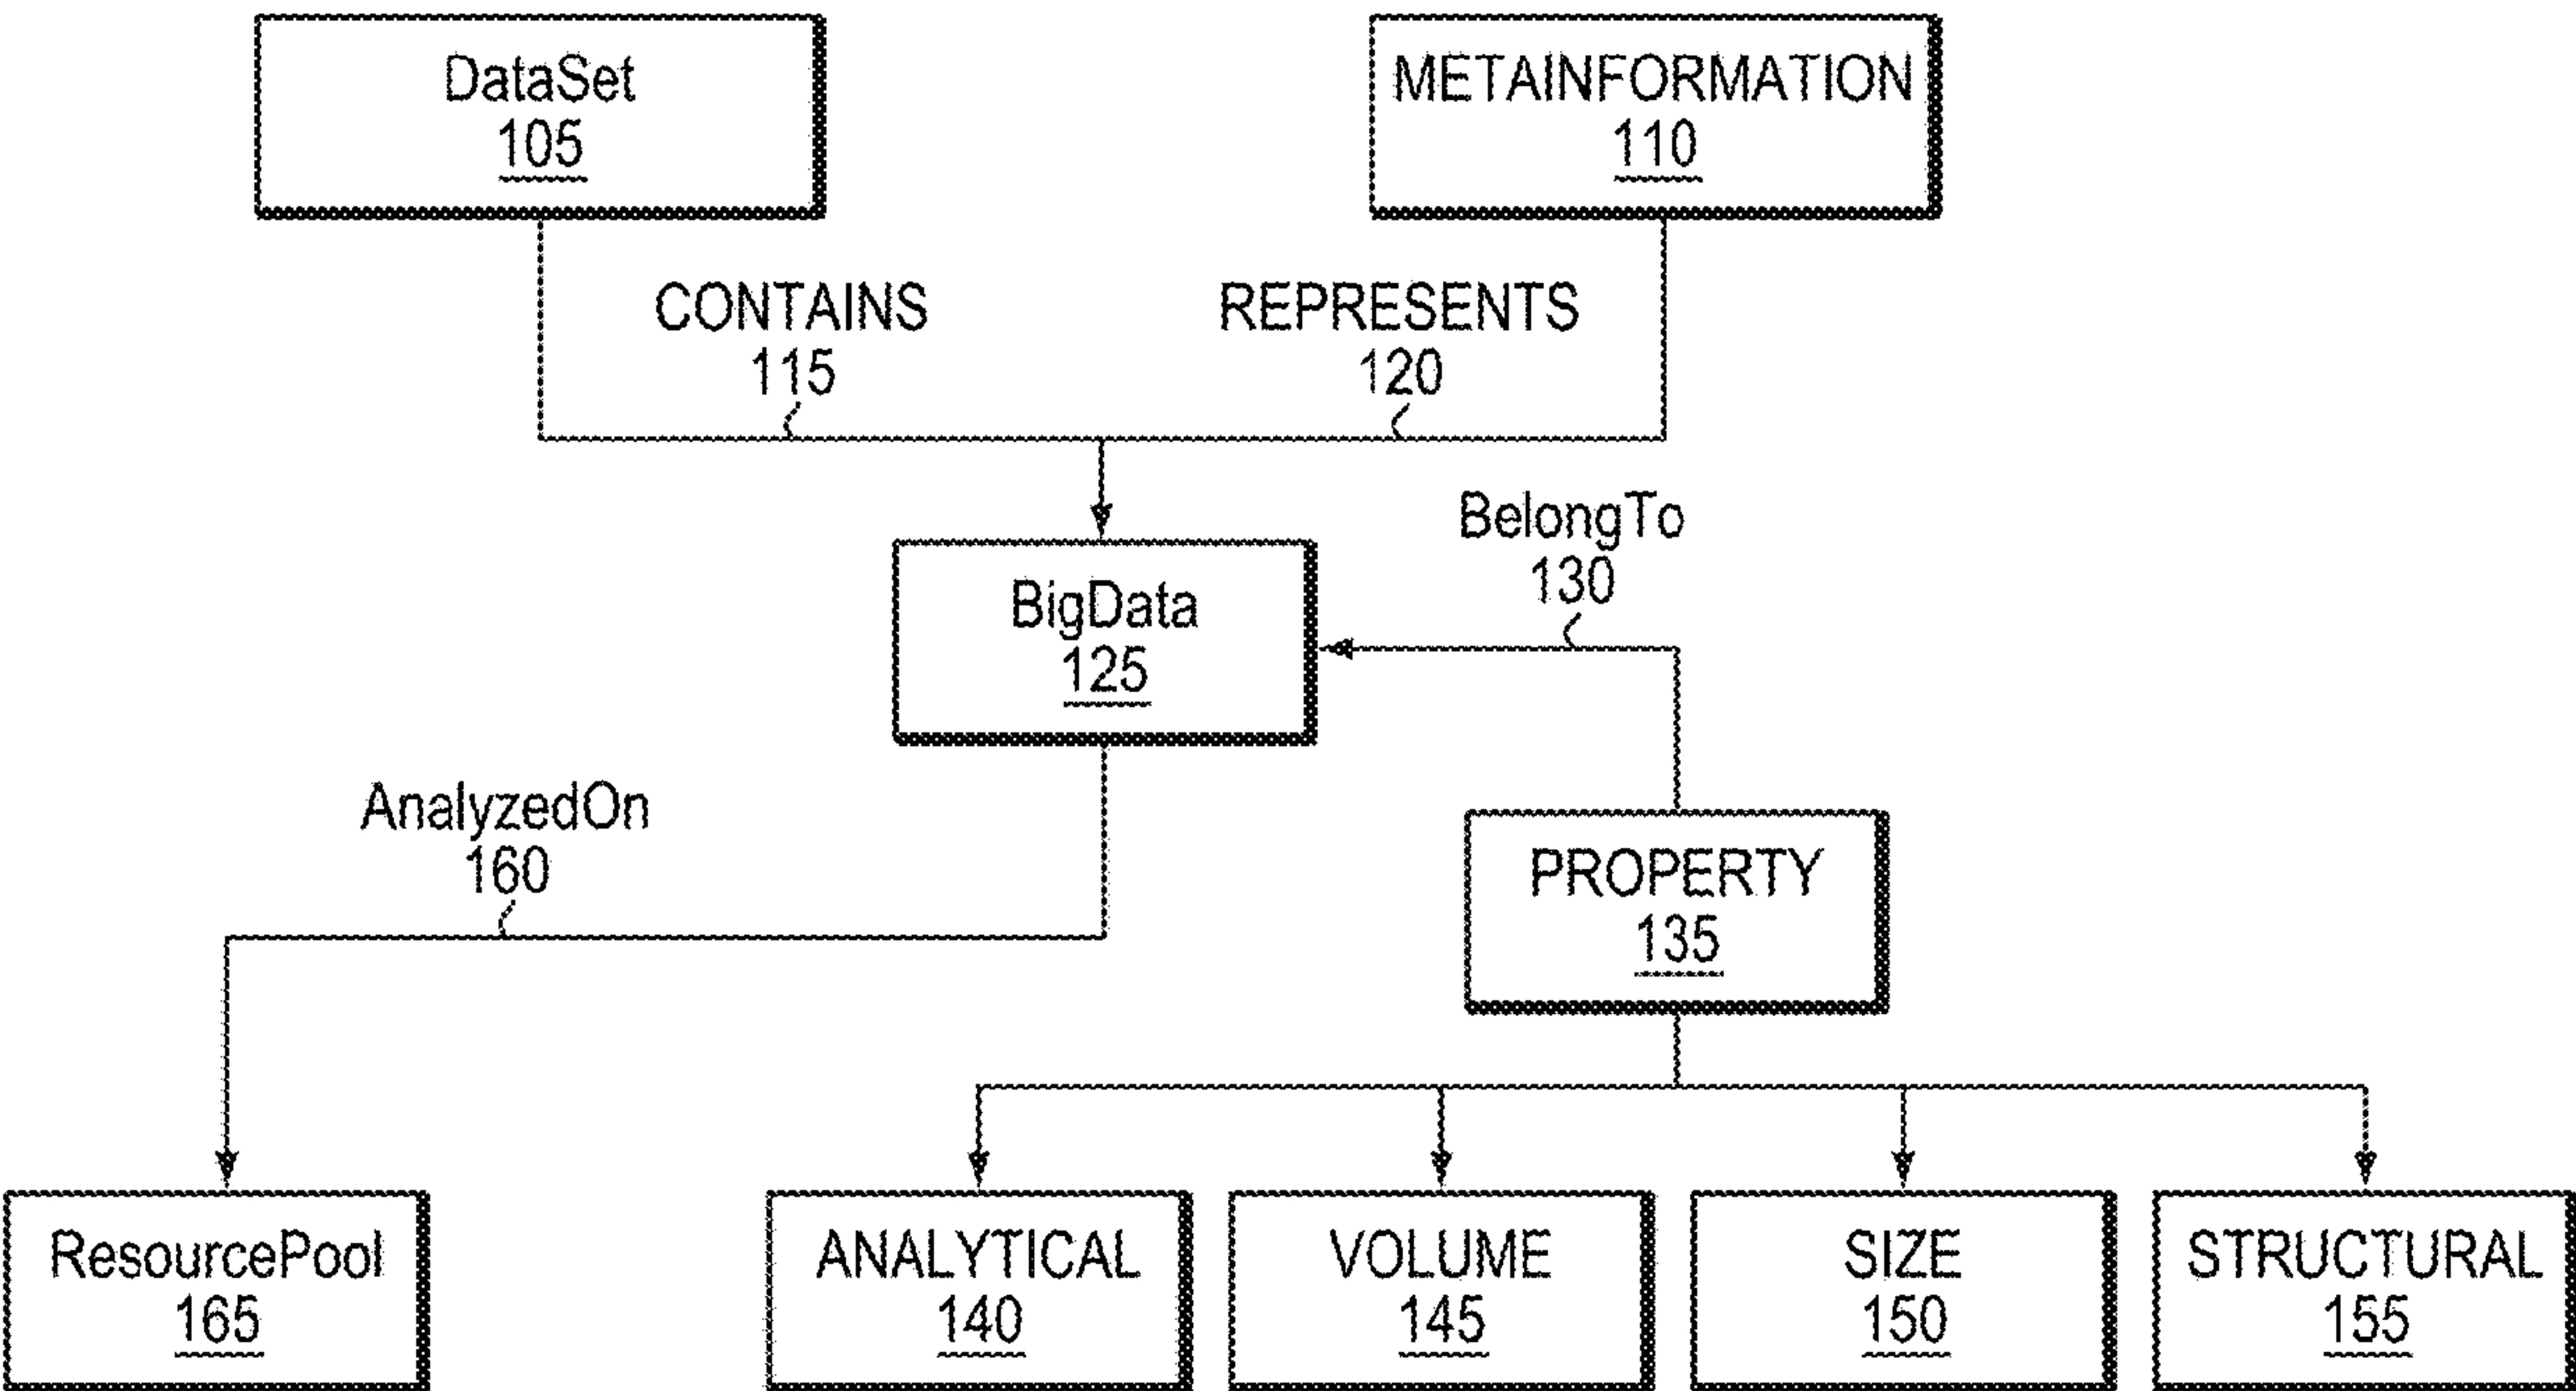 DataSet
105
METAINFORMATION
110
CONTAINS
115
REPRESENTS
120
BelongTo
130
BigData
125
AnalyzedOn
160
PROPERTY
135
ResourcePool
165
ANALYTICAL
140
VOLUME
145
SIZE
150
STRUCTURAL
155